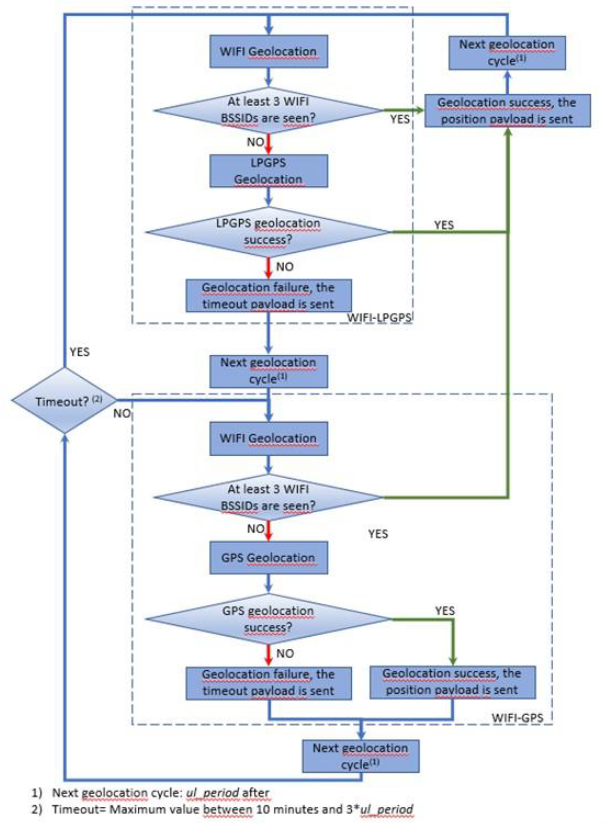 WIFI Geolocation
Next geolocation
cycle(1)
At least 3 WIFI
BSSIDs are seen?
YES
Geolocation success, the
position payload is sent
NO
LPGPS
Geolocation
LPGPS geolocation
success?
YES
NO
Geolocation failure, the
timeout payload is sent
WIFI-LPGPS
YES
Next geolocation
cycle(1)
Timeout? (2)
NO
WIFI Geolocation
At least 3 WIFI
BSSIDs are seen?
YES
NO
GPS Geolocation
GPS geolocation
success?
YES
NO
Geolocation failure, the
timeout payload is sent
Geolocation success, the
position payload is sent
WIFI-GPS
Next geolocation
cycle(1)
1) Next geolocation cycle: ul_period after
2) Timeout= Maximum value between 10 minutes and 3*ul_period